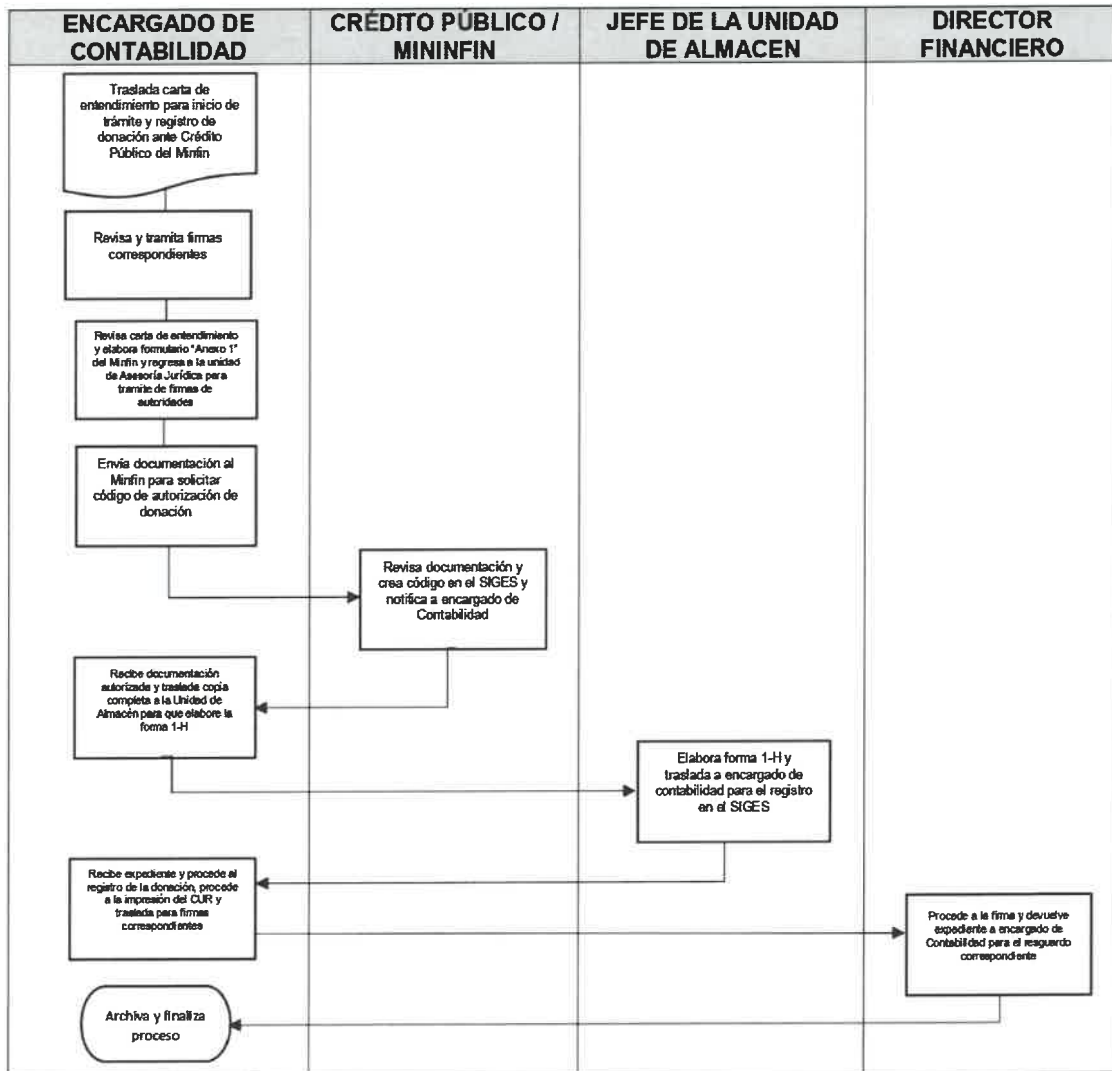 ENCARGADO DE
CONTABILIDAD
CRÉDITO PÚBLICO /
MININFIN
JEFE DE LA UNIDAD
DE ALMACEN
DIRECTOR
FINANCIERO
Traslada carta de
entendimiento para inicio de
trámite y registro de
donación ante Crédito
Público del Minfin
Revisa y tramita firmas
correspondientes
Revisa carta de entendimiento
y elabora formulario "Anexo 1"
del Minfin y regresa a la unidad
de Asesoría Jurídica para
tramite de firmas de
autoridades
Envía documentación al
Minfin para solicitar
código de autorización de
donación
Revisa documentación y
crea código en el SIGES y
notifica a encargado de
Contabilidad
Recibe documentación
autorizada y traslada copia
completa a la Unidad de
Almacén para que elabore la
forma 1-H
Elabora forma 1-H y
traslada a encargado de
contabilidad para el registro
en el SIGES
Recibe expediente y procede al
registro de la donación, procede
a la impresión del CUR y
traslada para firmas
correspondientes
Procede a la firma y devuelve
expediente a encargado de
Contabilidad para el resguardo
correspondiente
Archiva y finaliza
proceso